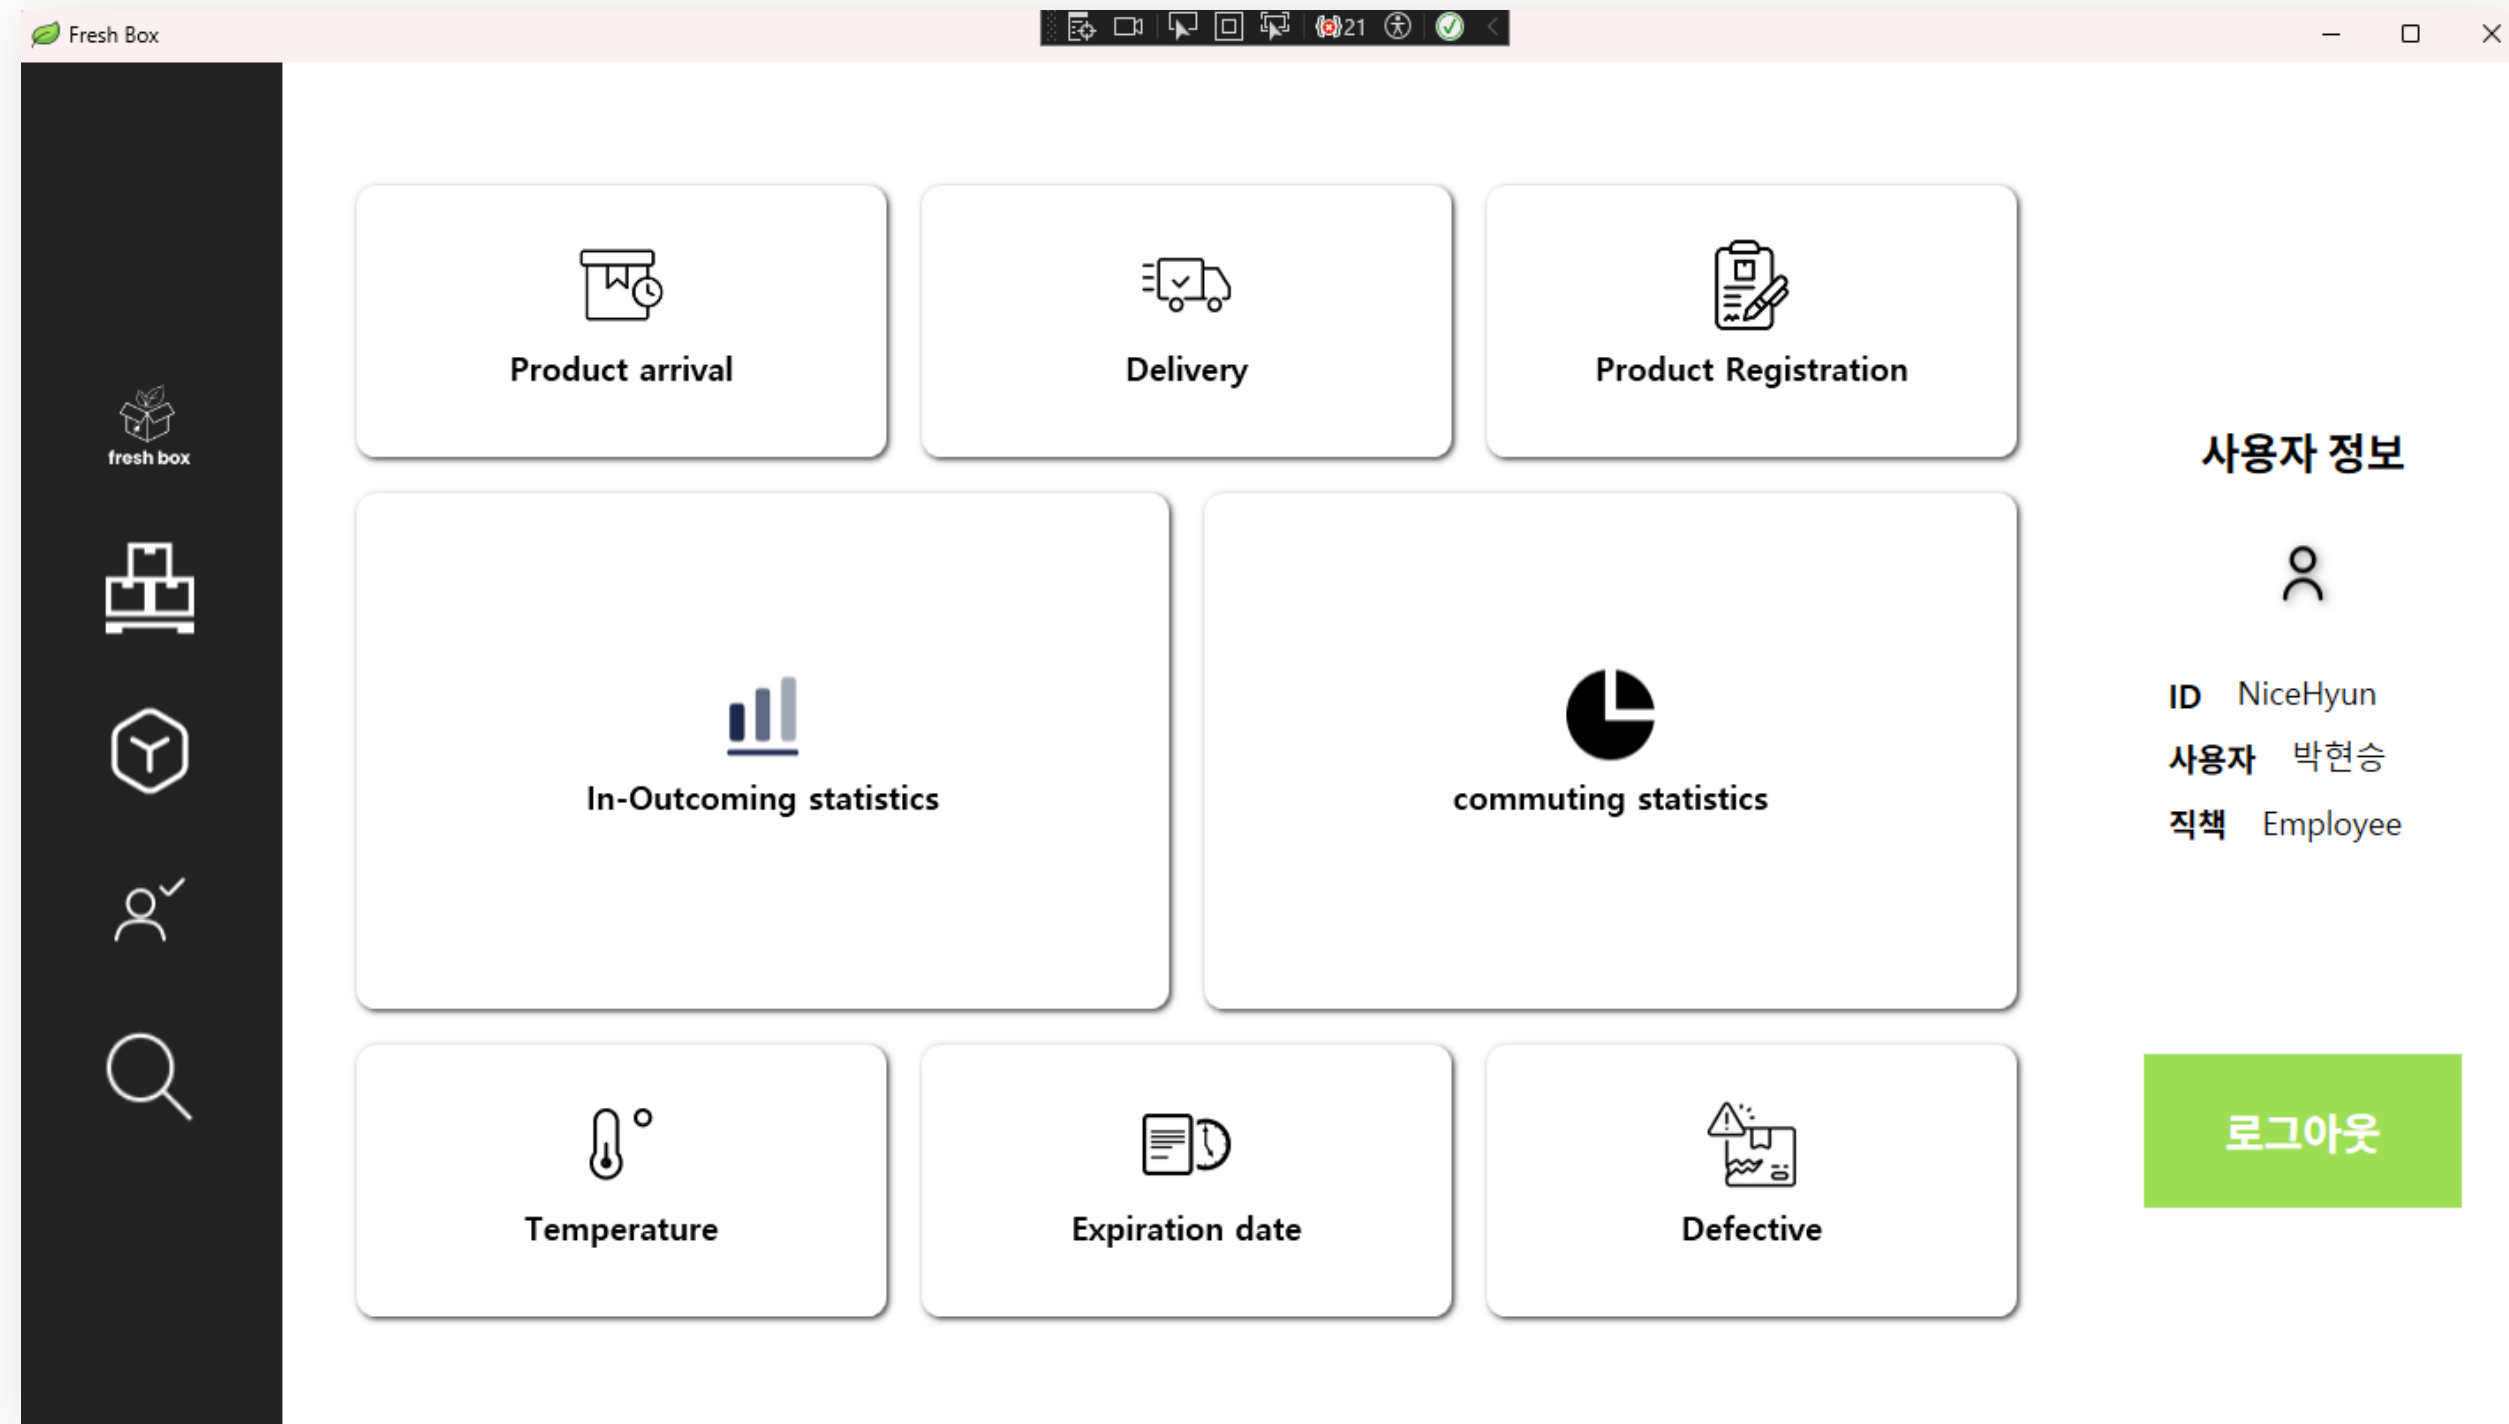 Fresh Box
21
fresh box
Product arrival
Delivery
Product Registration
In-Outcoming statistics
commuting statistics
Temperature
Expiration date
Defective
사용자 정보
ID NiceHyun
사용자 박현승
직책 Employee
로그아웃